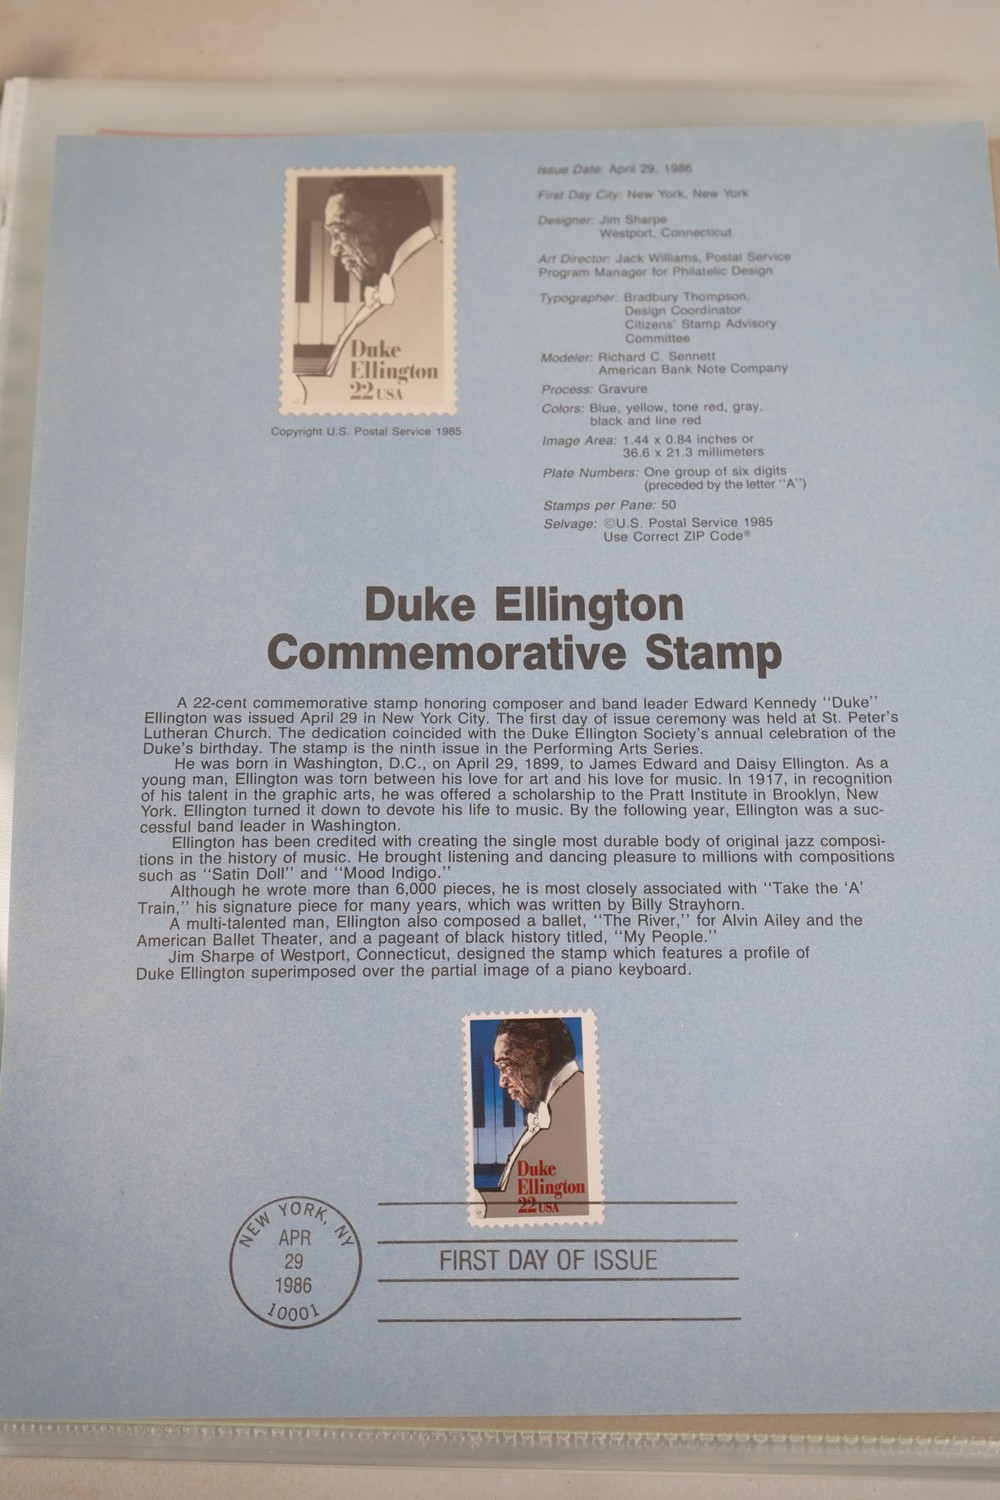 Duke
Ellington
22 USA
Copyright U.S. Postal Service 1985
Issue Date: April 29, 1986
First Day City: New York, New York
Designer: Jim Sharpe
Westport, Connecticut
Art Director: Jack Williams, Postal Service
Program Manager for Philatelic Design
Typographer: Bradbury Thompson,
Design Coordinator
Citizens' Stamp Advisory
Committee
Modeler: Richard C. Sennett
American Bank Note Company
Process: Gravure
Colors: Blue, yellow, tone red, gray,
black and line red
Image Area: 1.44 x 0.84 inches or
36.6 x 21.3 millimeters
Plate Numbers: One group of six digits
(preceded by the letter "A")
Stamps per Pane: 50
Selvage: ©U.S. Postal Service 1985
Use Correct ZIP Code®
Duke Ellington
Commemorative Stamp
A 22-cent commemorative stamp honoring composer and band leader Edward Kennedy "Duke"
Ellington was issued April 29 in New York City. The first day of issue ceremony was held at St. Peter's
Lutheran Church. The dedication coincided with the Duke Ellington Society's annual celebration of the
Duke's birthday. The stamp is the ninth issue in the Performing Arts Series.
He was born in Washington, D.C., on April 29, 1899, to James Edward and Daisy Ellington. As a
young man, Ellington was torn between his love for art and his love for music. In 1917, in recognition
of his talent in the graphic arts, he was offered a scholarship to the Pratt Institute in Brooklyn, New
York. Ellington turned it down to devote his life to music. By the following year, Ellington was a suc-
cessful band leader in Washington.
Ellington has been credited with creating the single most durable body of original jazz composi-
tions in the history of music. He brought listening and dancing pleasure to millions with compositions
such as "Satin Doll" and "Mood Indigo."
Although he wrote more than 6,000 pieces, he is most closely associated with "Take the 'A'
Train," his signature piece for many years, which was written by Billy Strayhorn.
A multi-talented man, Ellington also composed a ballet, "The River," for Alvin Ailey and the
American Ballet Theater, and a pageant of black history titled, "My People."
Jim Sharpe of Westport, Connecticut, designed the stamp which features a profile of
Duke Ellington superimposed over the partial image of a piano keyboard.
Duke
Ellington
22 USA
NEW YORK, NY
APR
29
1986
10001
FIRST DAY OF ISSUE